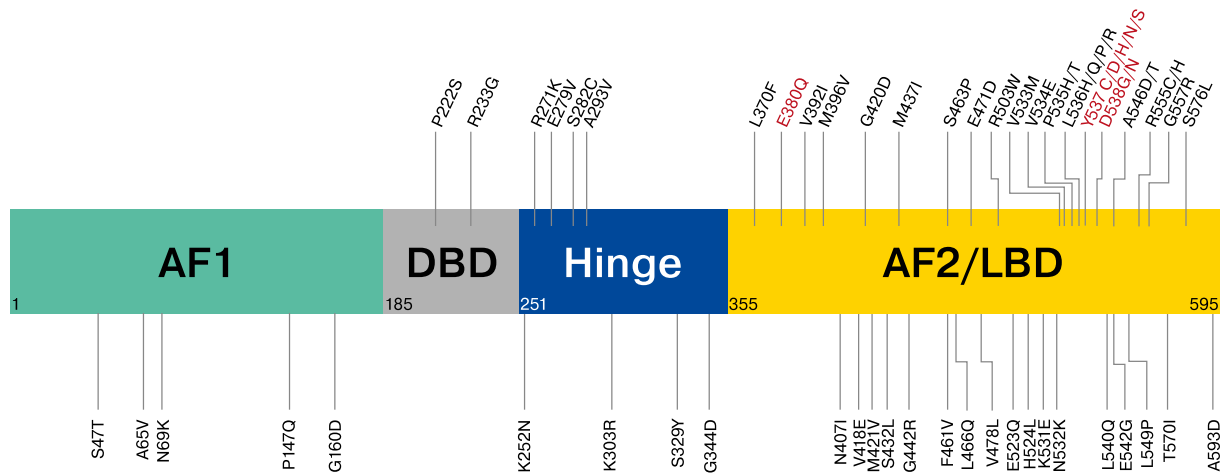 P222S
R233G
R271K
E279V
S282C
A293V
L370F
E380Q
V392I
M396V
G420D
M437I
S463P
E471D
R503W
V533M
V534E
P535H/T
L536H/Q/P/R
Y537 C/D/H/N/S
D538G/N
A546D/T
R555C/H
G557R
S576L
AF1
DBD
Hinge
AF2/LBD
1
185
251
355
595
S47T
A65V
N69K
P147Q
G160D
K252N
K303R
S329Y
G344D
N407I
V418E
M421V
S432L
G442R
F461V
L466Q
V478L
E523Q
H524L
K531E
N532K
L540Q
E542G
L549P
T570I
A593D